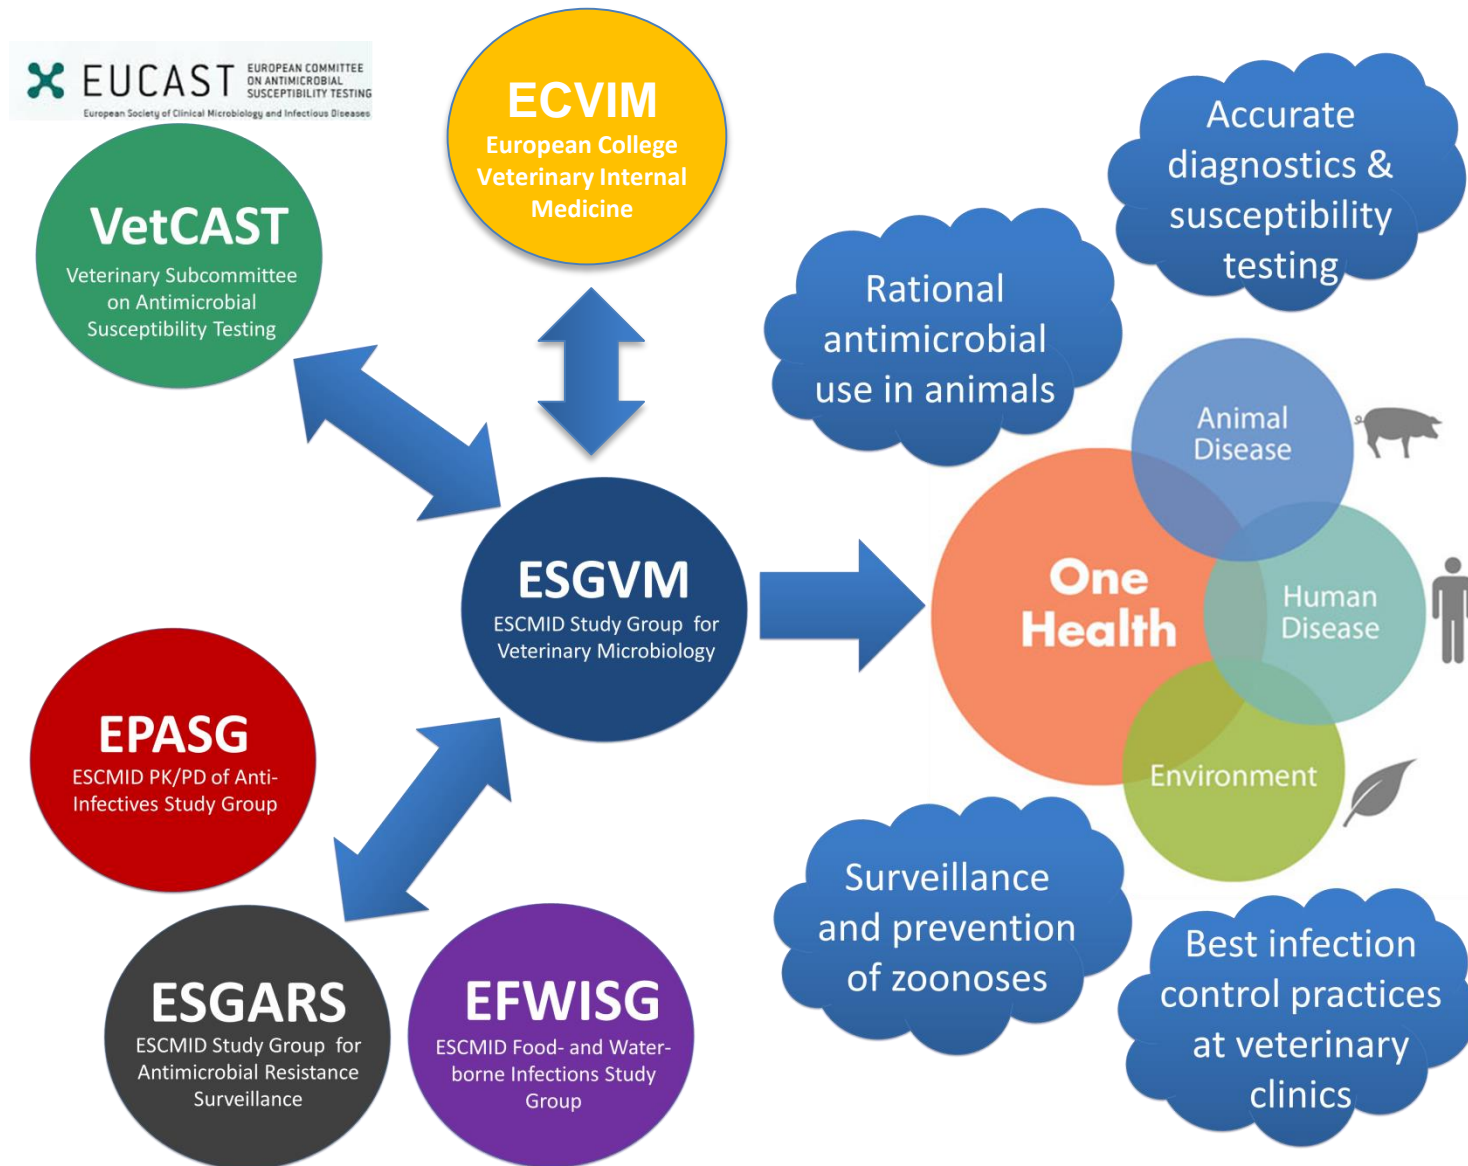 EUCAST
EUROPEAN COMMITTEE
ON ANTIMICROBIAL
SUSCEPTIBILITY TESTING
European Society of Clinical Microbiology and Infectious Diseases
VetCAST
Veterinary Subcommittee
on Antimicrobial
Susceptibility Testing
ECVIM
European College
Veterinary Internal
Medicine
ESGVM
ESCMID Study Group for
Veterinary Microbiology
EPASG
ESCMID PK/PD of Anti-
Infectives Study Group
ESGARS
ESCMID Study Group for
Antimicrobial Resistance
Surveillance
EFWISG
ESCMID Food- and Water-
borne Infections Study
Group
Rational
antimicrobial
use in animals
Accurate
diagnostics &
susceptibility
testing
One
Health
Animal
Disease
Human
Disease
Environment
Surveillance
and prevention
of zoonoses
Best infection
control practices
at veterinary
clinics